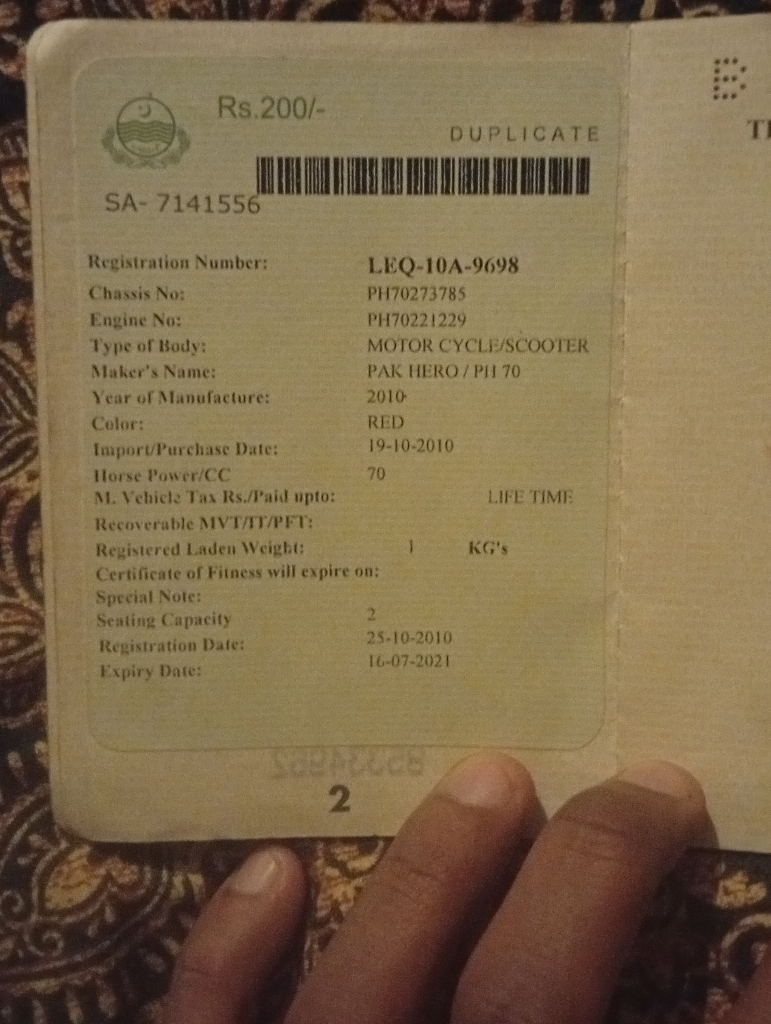 Rs.200/-
DUPLICATE
SA- 7141556
Registration Number: LEQ-10A-9698
Chassis No: PH70273785
Engine No: PH70221229
Type of Body: MOTOR CYCLE/SCOOTER
Maker's Name: PAK HERO / PH 70
Year of Manufacture: 2010
Color: RED
Import/Purchase Date: 19-10-2010
Horse Power/CC 70
M. Vehicle Tax Rs./Paid upto: LIFE TIME
Recoverable MVT/IT/PFT:
Registered Laden Weight: 1 KG's
Certificate of Fitness will expire on:
Special Note:
Seating Capacity 2
Registration Date: 25-10-2010
Expiry Date: 16-07-2021
2
B